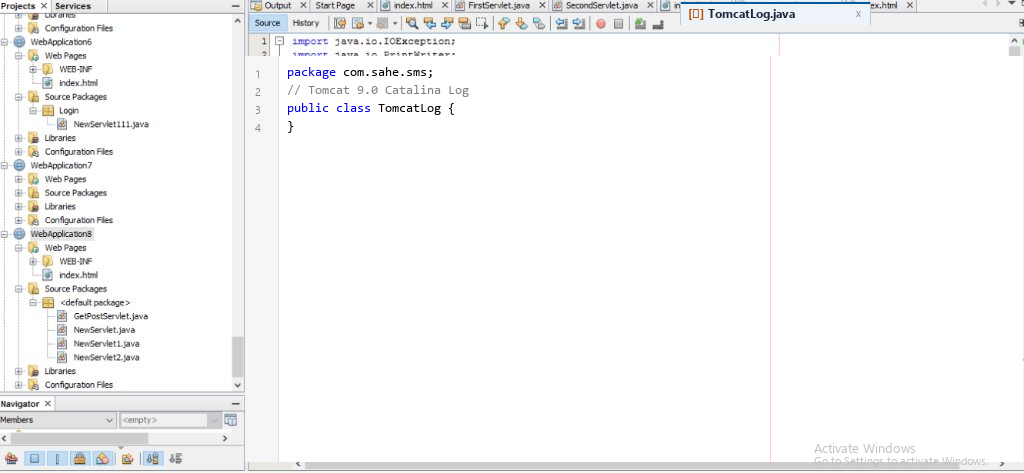 Projects
Services
Libraries
Configuration Files
WebApplication6
Web Pages
WEB-INF
index.html
Source Packages
Login
NewServlet111.java
Libraries
Configuration Files
WebApplication7
Web Pages
Source Packages
Libraries
Configuration Files
WebApplication8
Web Pages
WEB-INF
index.html
Source Packages
<default package>
GetPostServlet.java
NewServlet.java
NewServlet1.java
NewServlet2.java
Libraries
Configuration Files
Navigator
Members
<empty>
Output
Start Page
index.html
FirstServlet.java
SecondServlet.java
TomcatLog.java x
Source History
1 import java.io.IOException;
2 import java.io.PrintWriter;
1 package com.sahe.sms;
2 // Tomcat 9.0 Catalina Log
3 public class TomcatLog {
4 }
Activate Windows
Go to Settings to activate Windows.